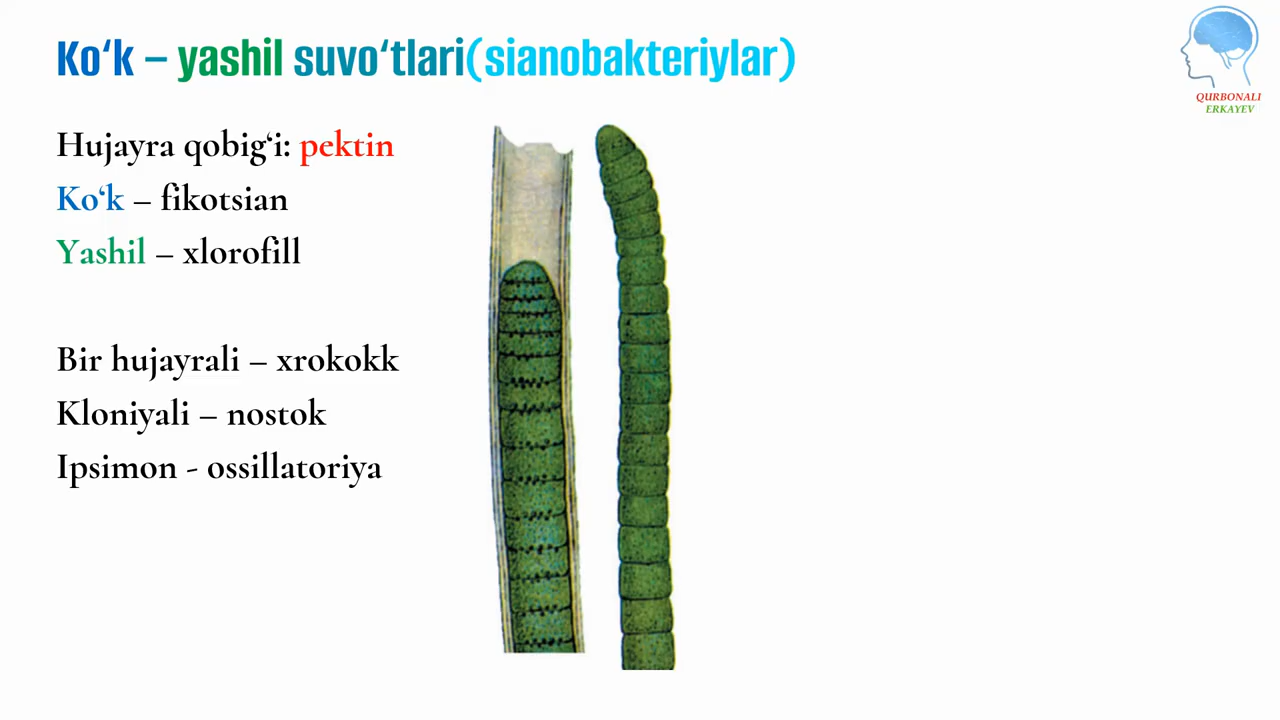 Ko‘k – yashil suvo‘tlari(sianobakteriylar)
QURBONALI
ERKAYEV
Hujayra qobig‘i: pektin
Ko‘k – fikotsian
Yashil – xlorofill
Bir hujayrali – xrokokk
Kloniyali – nostok
Ipsimon - ossillatoriya